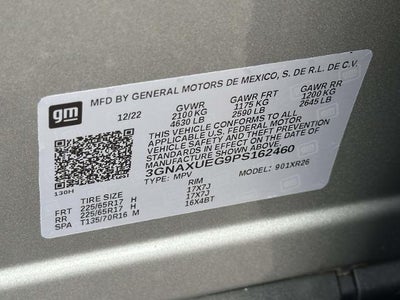 gm
MFD BY GENERAL MOTORS DE MEXICO, S. DE R.L. DE C.V.
12/22 GVWR GAWR FRT GAWR RR
2100 KG 1175 KG 1200 KG
4630 LB 2590 LB 2645 LB
THIS VEHICLE CONFORMS TO ALL
APPLICABLE U.S. FEDERAL MOTOR
VEHICLE SAFETY, BUMPER, AND THEFT
PREVENTION STANDARDS IN EFFECT ON THE
DATE OF MANUFACTURE SHOWN ABOVE.
3GNAXUEG9PS162460
TYPE: MPV MODEL: 901XR26
130H
TIRE SIZE RIM
FRT 225/65R17 H 17X7J
RR 225/65R17 H 17X7J
SPA T135/70R16 M 16X4BT